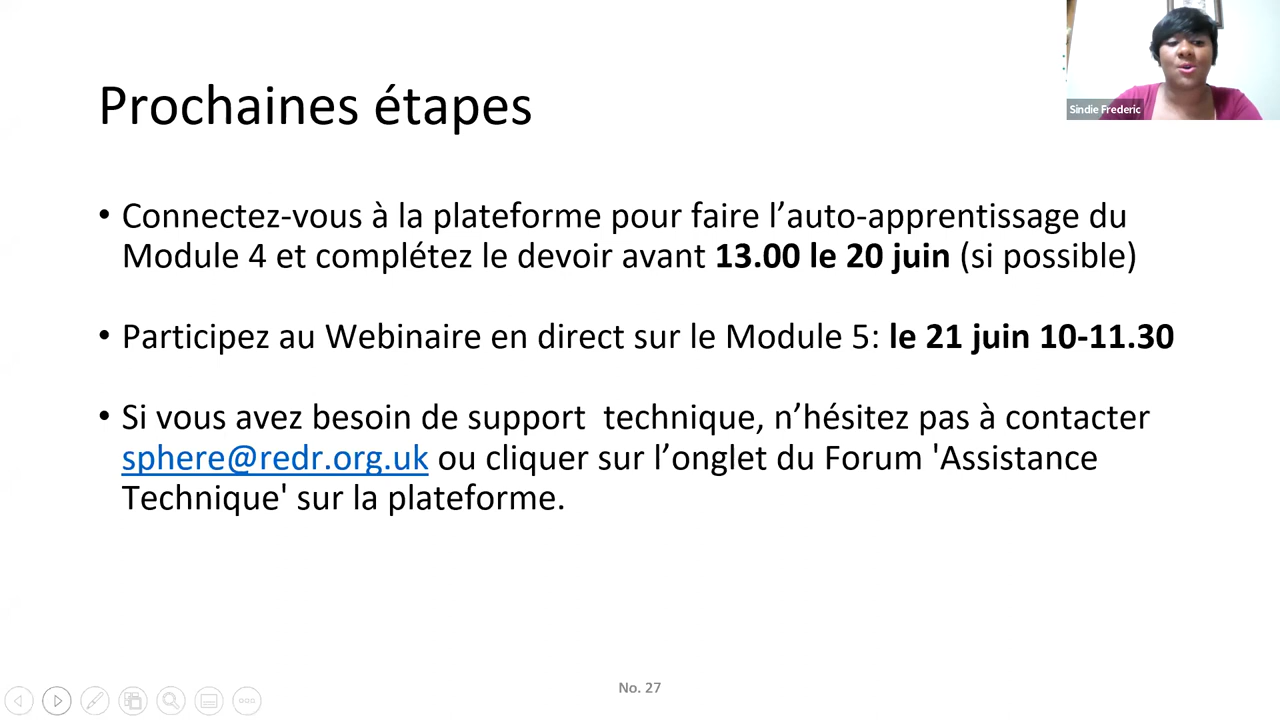 Prochaines étapes
Sindie Frederic
• Connectez-vous à la plateforme pour faire l’auto-apprentissage du
Module 4 et complétez le devoir avant 13.00 le 20 juin (si possible)
• Participez au Webinaire en direct sur le Module 5: le 21 juin 10-11.30
• Si vous avez besoin de support  technique, n’hésitez pas à contacter
sphere@redr.org.uk ou cliquer sur l’onglet du Forum 'Assistance
Technique' sur la plateforme.
No. 27